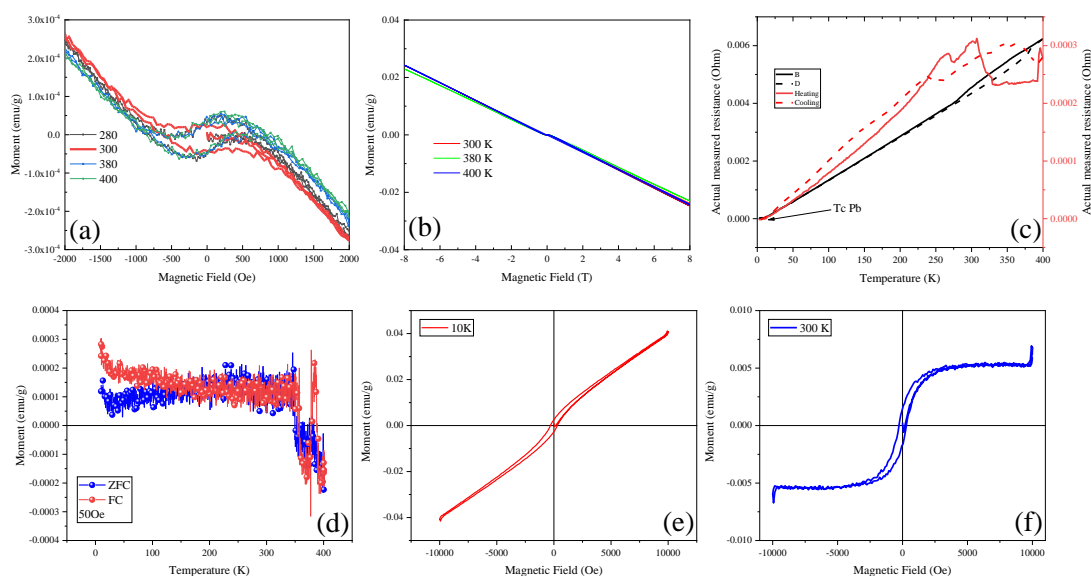 3.0x10⁻⁴
2.0x10⁻⁴
1.0x10⁻⁴
0.0
-1.0x10⁻⁴
-2.0x10⁻⁴
-3.0x10⁻⁴
Moment (emu/g)
280
300
380
400
(a)
-2000 -1500 -1000 -500 0 500 1000 1500 2000
Magnetic Field (Oe)
0.04
0.02
0.00
-0.02
-0.04
Moment (emu/g)
300 K
380 K
400 K
(b)
-8 -6 -4 -2 0 2 4 6 8
Magnetic Field (T)
0.006
0.004
0.002
0.000
Actual measured resistance (Ohm)
B
D
Heating
Cooling
Tc Pb
(c)
0.0003
0.0002
0.0001
0.0000
Actual measured resistance (Ohm)
0 50 100 150 200 250 300 350 400
Temperature (K)
0.0004
0.0003
0.0002
0.0001
0.0000
-0.0001
-0.0002
-0.0003
-0.0004
Moment (emu/g)
ZFC
FC
50Oe
(d)
0 100 200 300 400
Temperature (K)
0.04
0.02
0.00
-0.02
-0.04
Moment (emu/g)
10K
(e)
-10000 -5000 0 5000 10000
Magnetic Field (Oe)
0.010
0.005
0.000
-0.005
-0.010
Moment (emu/g)
300 K
(f)
-10000 -5000 0 5000 10000
Magnetic Field (Oe)